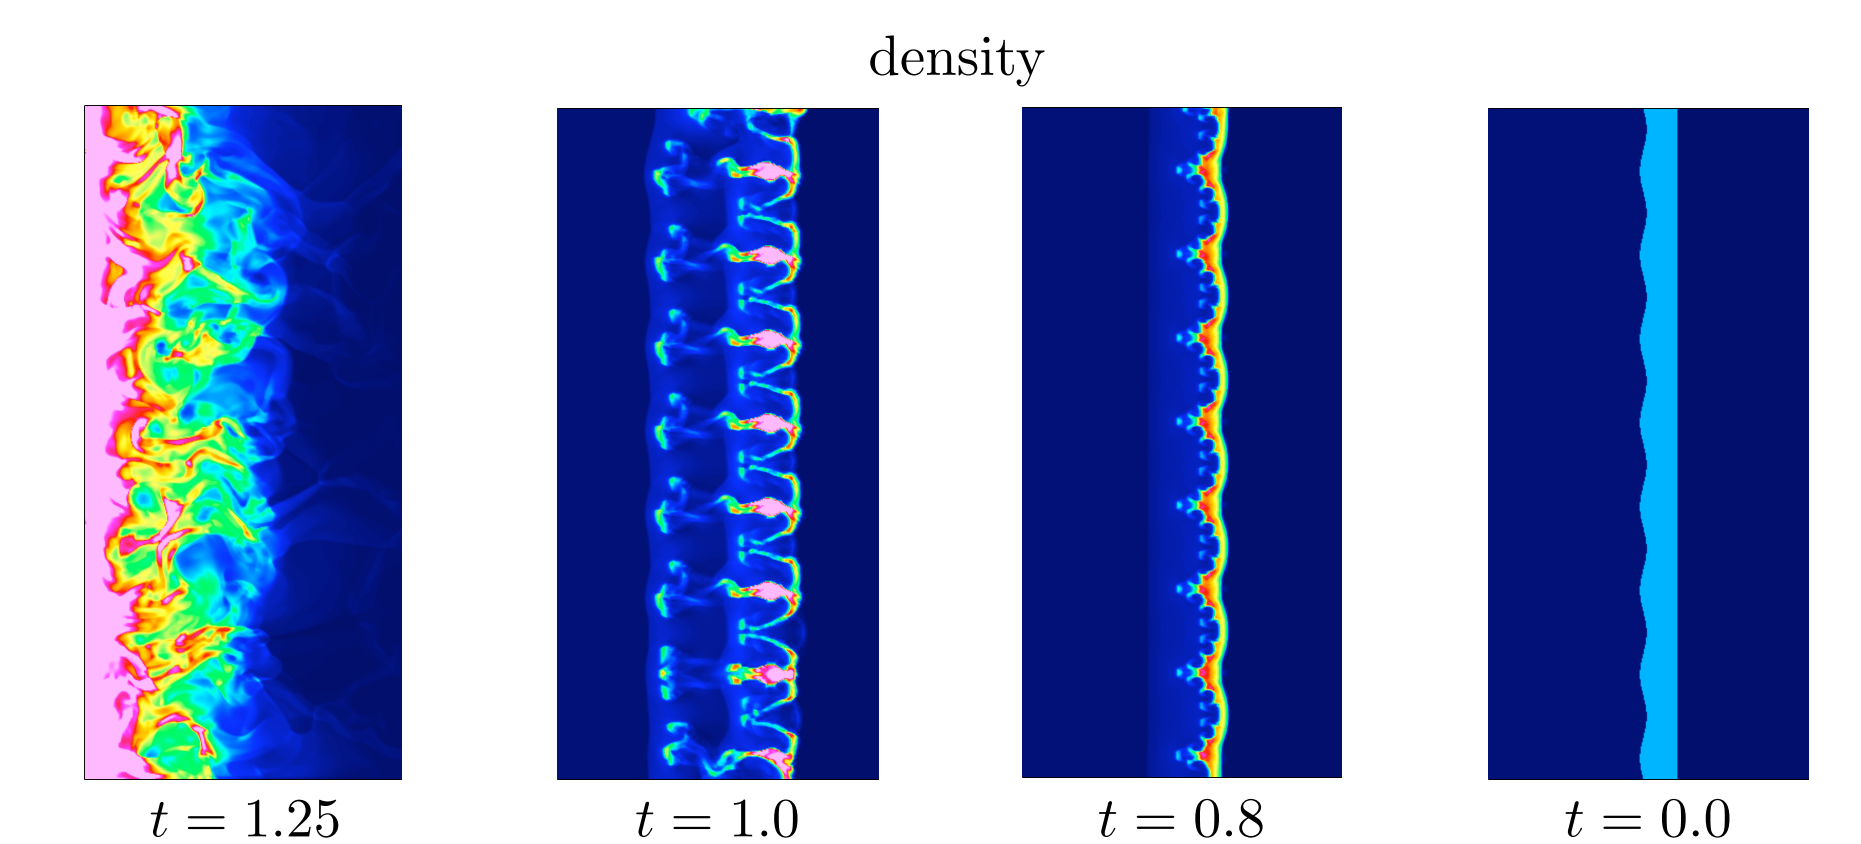 density
t = 1.25
t = 1.0
t = 0.8
t = 0.0